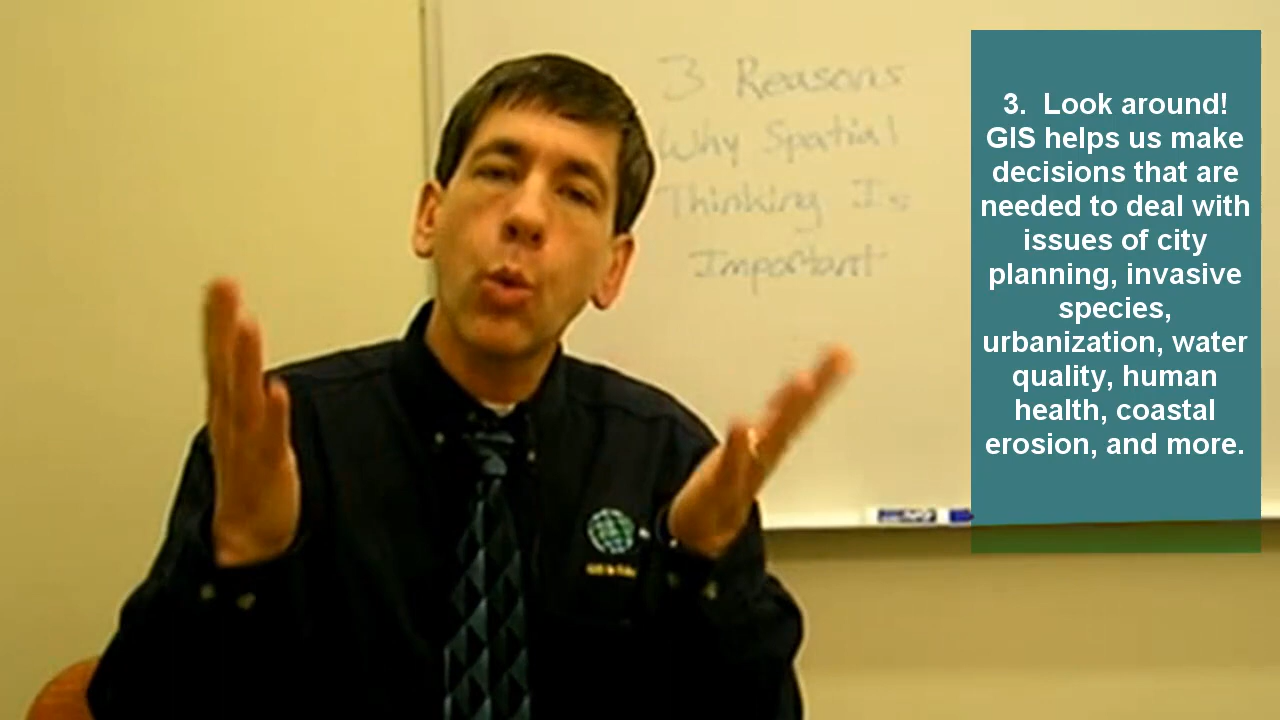 3 Reasons
Why Spatial
Thinking Is
Important
3. Look around!
GIS helps us make
decisions that are
needed to deal with
issues of city
planning, invasive
species,
urbanization, water
quality, human
health, coastal
erosion, and more.